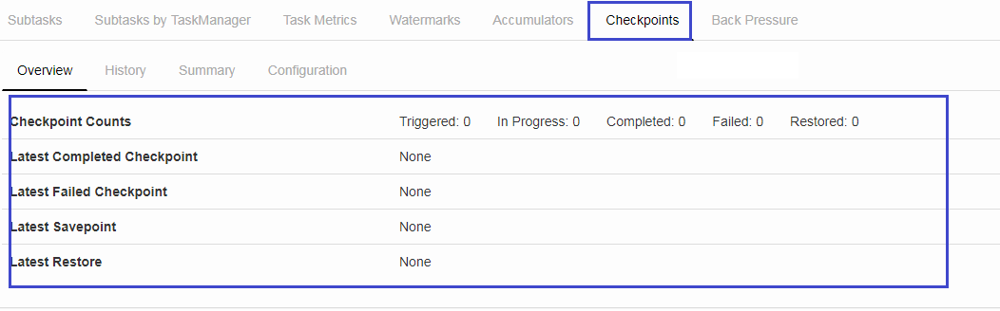 Subtasks Subtasks by TaskManager Task Metrics Watermarks Accumulators Checkpoints Back Pressure
Overview History Summary Configuration
Checkpoint Counts Triggered: 0 In Progress: 0 Completed: 0 Failed: 0 Restored: 0
Latest Completed Checkpoint None
Latest Failed Checkpoint None
Latest Savepoint None
Latest Restore None